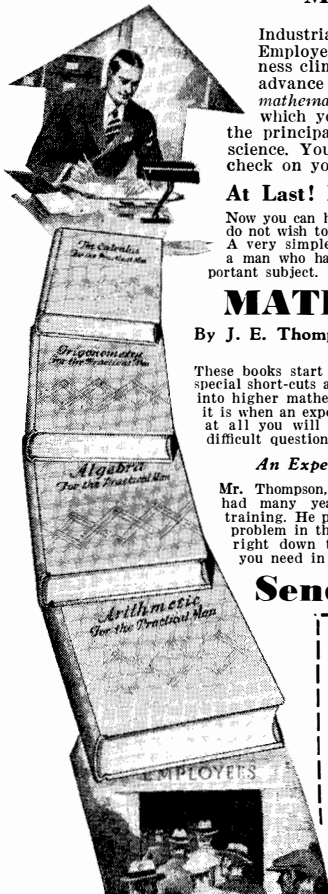 Industria
Employe
ness clin
advance
mathema
which ye
the principa
science. You
check on yo
At Last!
Now you can h
do not wish to
A very simple
a man who ha
portant subject.
MATH
By J. E. Thomp
These books start
special short-cuts a
into higher mathe
it is when an expe
at all you will
difficult question
An Expe
Mr. Thompson,
had many yea
training. He p
problem in th
right down t
you need in
Send
The Calculus
For the Practical Man
Trigonometry
For the Practical Man
Algebra
For the Practical Man
Arithmetic
For the Practical Man
EMPLOYEES